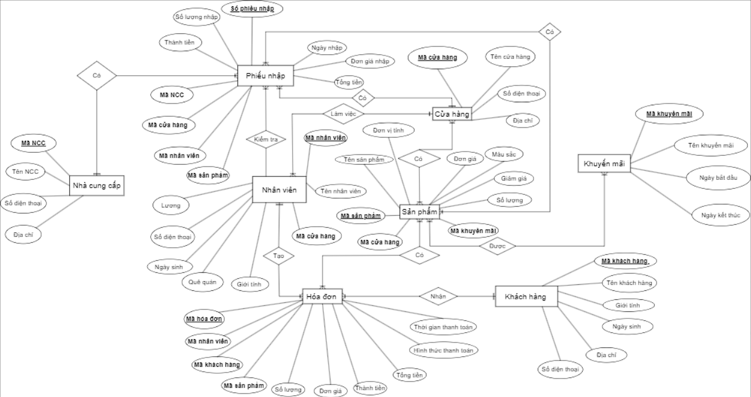 Số phiếu nhập
Số lượng nhập
Thành tiền
Ngày nhập
Đơn giá nhập
Tổng tiền
Có
Phiếu nhập
Mã NCC
Mã cửa hàng
Mã nhân viên
Mã sản phẩm
Có
Có
Mã cửa hàng
Tên cửa hàng
Số điện thoại
Địa chỉ
Cửa hàng
Làm việc
Kiểm tra
Mã NCC
Tên NCC
Số điện thoại
Địa chỉ
Nhà cung cấp
Mã nhân viên
Tên nhân viên
Mã cửa hàng
Nhân viên
Lương
Số điện thoại
Ngày sinh
Quê quán
Giới tính
Đơn vị tính
Tên sản phẩm
Có
Đơn giá
Màu sắc
Giảm giá
Số lượng
Sản phẩm
Mã sản phẩm
Mã cửa hàng
Mã khuyến mãi
Mã khuyến mãi
Khuyến mãi
Tên khuyến mãi
Ngày bắt đầu
Ngày kết thúc
Được
Có
Tạo
Hóa đơn
Nhận
Khách hàng
Mã khách hàng
Tên khách hàng
Giới tính
Ngày sinh
Địa chỉ
Số điện thoại
Mã hóa đơn
Mã nhân viên
Mã khách hàng
Mã sản phẩm
Số lượng
Đơn giá
Thành tiền
Tổng tiền
Hình thức thanh toán
Thời gian thanh toán